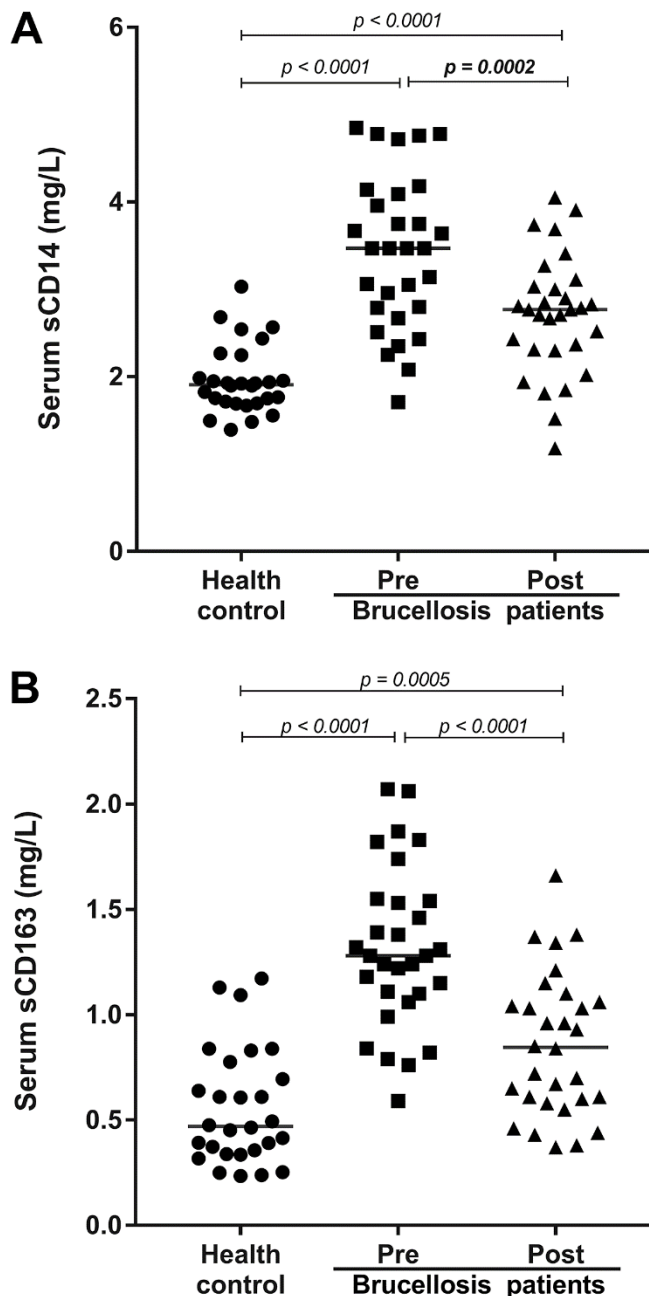 A
p < 0.0001
p < 0.0001
p = 0.0002
6
4
2
0
Serum sCD14 (mg/L)
Health control
Pre
Post
Brucellosis patients
B
p = 0.0005
p < 0.0001
p < 0.0001
2.5
2.0
1.5
1.0
0.5
0.0
Serum sCD163 (mg/L)
Health control
Pre
Post
Brucellosis patients